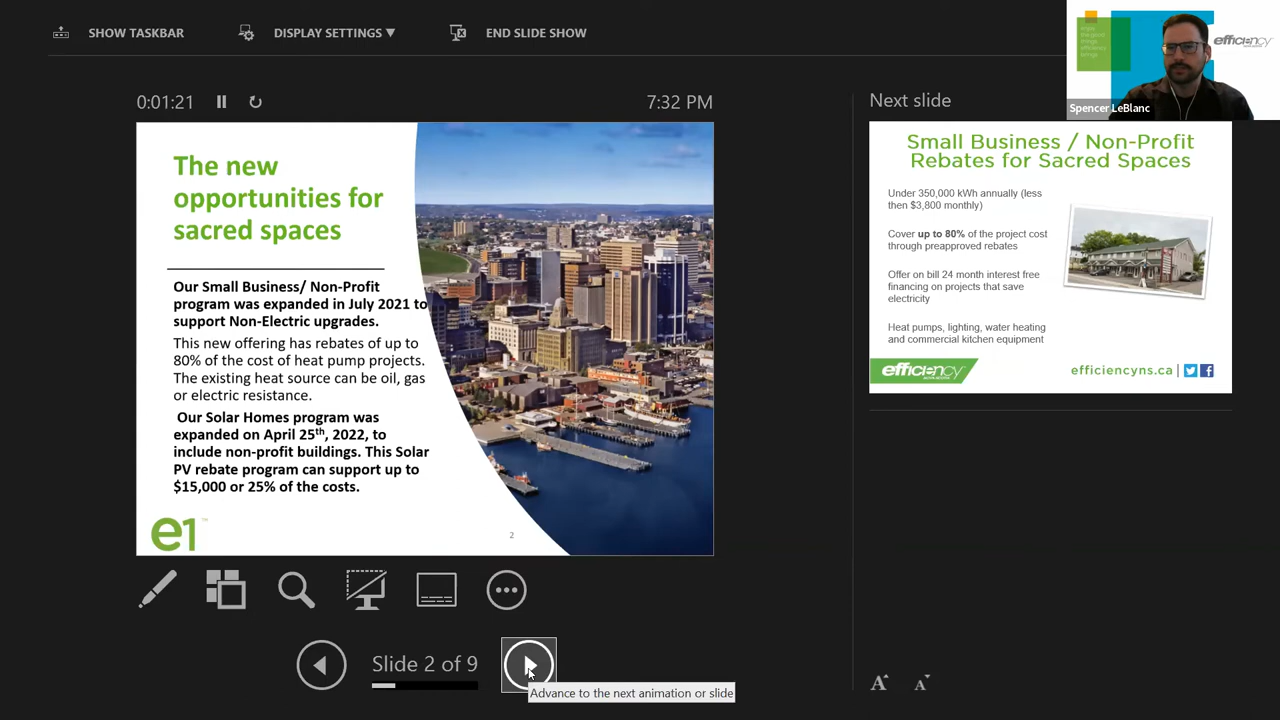 SHOW TASKBAR
DISPLAY SETTINGS ▼
END SLIDE SHOW
efficiency
Spencer LeBlanc
0:01:21
7:32 PM
Next slide
The new
opportunities for
sacred spaces
Our Small Business/ Non-Profit
program was expanded in July 2021 to
support Non-Electric upgrades.
This new offering has rebates of up to
80% of the cost of heat pump projects.
The existing heat source can be oil, gas
or electric resistance.
Our Solar Homes program was
expanded on April 25th, 2022, to
include non-profit buildings. This Solar
PV rebate program can support up to
$15,000 or 25% of the costs.
e1
2
Small Business / Non-Profit
Rebates for Sacred Spaces
Under 350,000 kWh annually (less
then $3,800 monthly)
Cover up to 80% of the project cost
through preapproved rebates
Offer on bill 24 month interest free
financing on projects that save
electricity
Heat pumps, lighting, water heating
and commercial kitchen equipment
efficiency
efficiencyns.ca |
Slide 2 of 9
Advance to the next animation or slide
A A